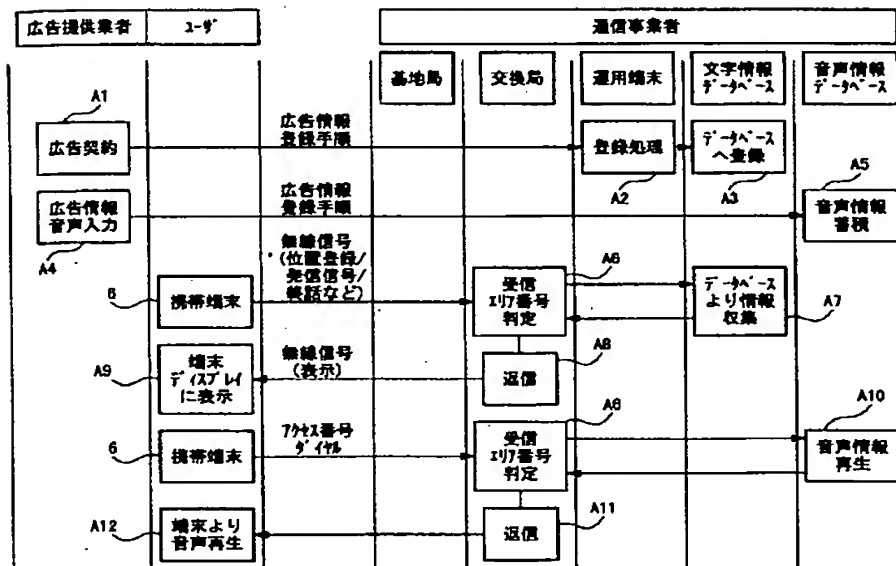 広告提供業者
ユーザ
通信事業者
基地局
交換局
運用端末
文字情報
データベース
音声情報
データベース
A1
広告契約
広告情報
登録手順
登録処理
A2
データベース
へ登録
A3
広告情報
音声入力
A4
広告情報
登録手順
A5
音声情報
蓄積
6
携帯端末
無線信号
(位置登録/
発信信号/
終話など)
A6
受信
エリア番号
判定
データベース
より情報
収集
A7
A9
端末
ディスプレイ
に表示
無線信号
(表示)
A8
返信
6
携帯端末
アクセス番号
ダイヤル
A6
受信
エリア番号
判定
A10
音声情報
再生
A12
端末より
音声再生
A11
返信